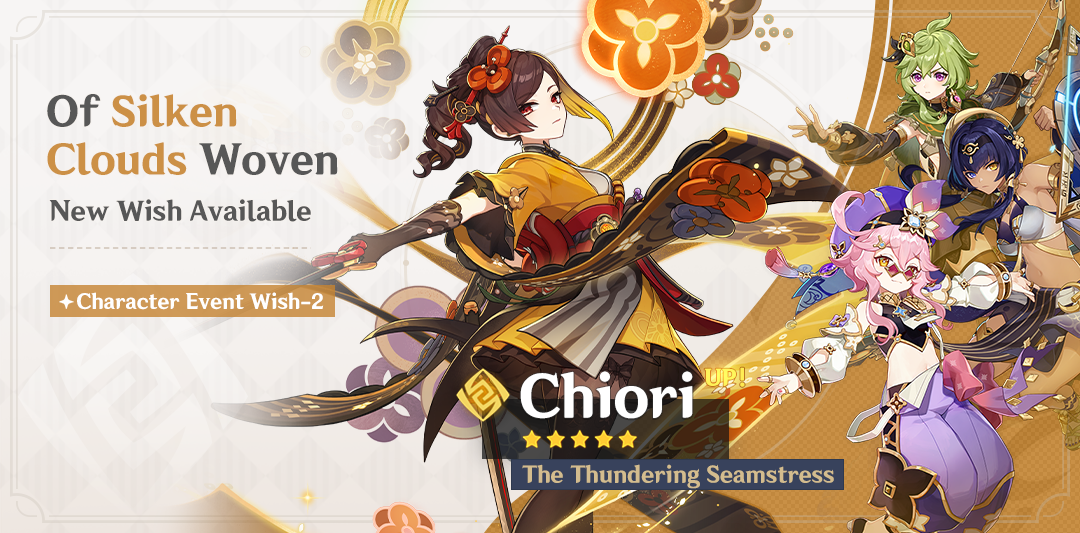 Of Silken
Clouds Woven
New Wish Available
Character Event Wish-2
Chiori UP!
The Thundering Seamstress